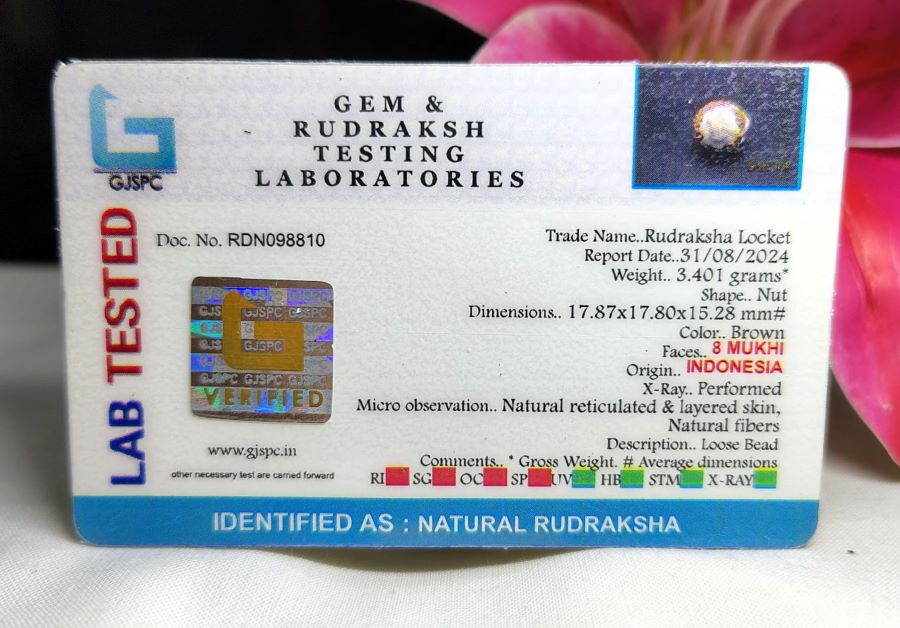 GEM &
RUDRAKSH
TESTING
LABORATORIES
GJSPC
LAB TESTED
Doc. No. RDN098810
GJSPC
VERIFIED
www.gjspc.in
other necessary test are carried forward
Trade Name..Rudraksha Locket
Report Date..31/08/2024
Weight.. 3.401 grams*
Shape.. Nut
Dimensions.. 17.87x17.80x15.28 mm#
Color.. Brown
Faces.. 8 MUKHI
Origin.. INDONESIA
X-Ray.. Performed
Micro observation.. Natural reticulated & layered skin,
Natural fibers
Description.. Loose Bead
Comments.. * Gross Weight. # Average dimensions
RI SG OC SP UV HB STM X-RAY
IDENTIFIED AS : NATURAL RUDRAKSHA